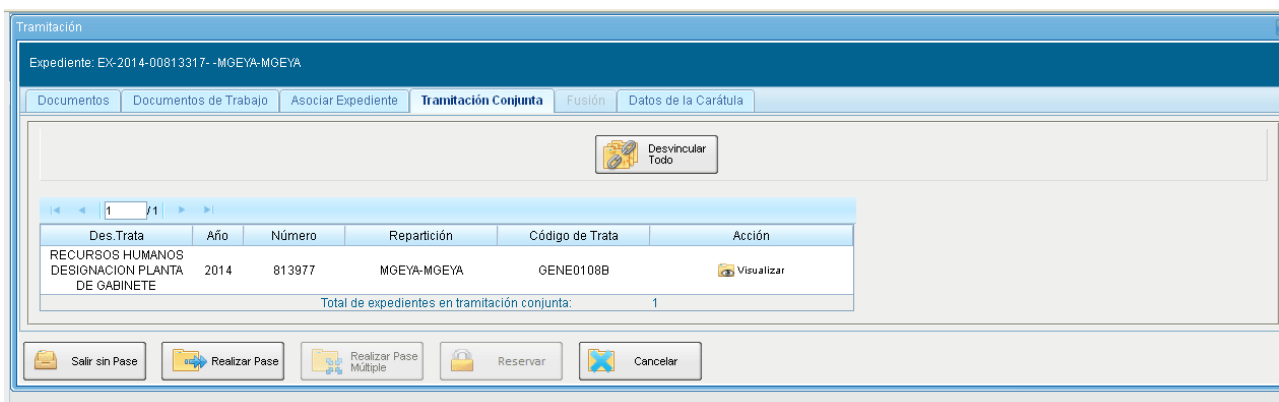 Tramitación
Expediente: EX-2014-00813317- -MGEYA-MGEYA
Documentos Documentos de Trabajo Asociar Expediente Tramitación Conjunta Fusión Datos de la Carátula
Desvincular
Todo
1 / 1
Des.Trata Año Número Repartición Código de Trata Acción
RECURSOS HUMANOS
DESIGNACION PLANTA 2014 813977 MGEYA-MGEYA GENE0108B Visualizar
DE GABINETE
Total de expedientes en tramitación conjunta: 1
Salir sin Pase Realizar Pase Realizar Pase Reservar Cancelar
Múltiple